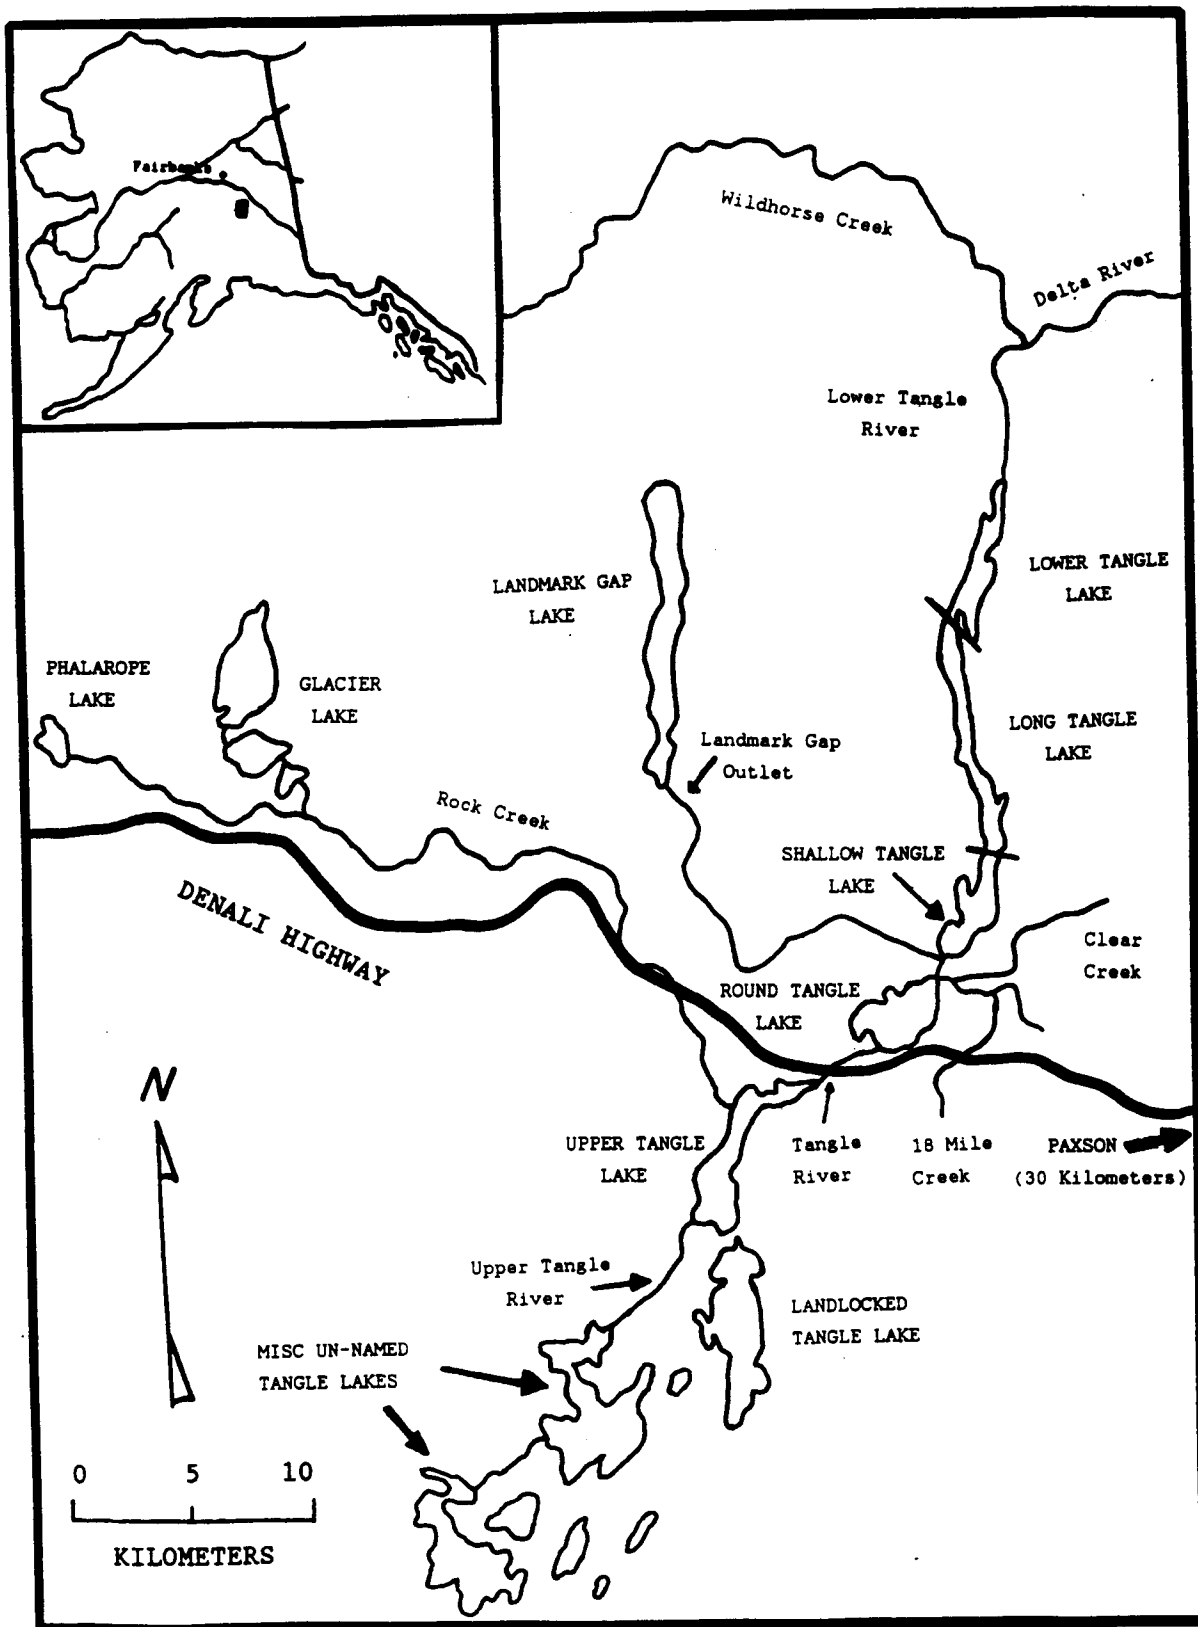 Fairbanks
Wildhorse Creek
Delta River
Lower Tangle
River
LANDMARK GAP
LAKE
LOWER TANGLE
LAKE
PHALAROPE
LAKE
GLACIER
LAKE
LONG TANGLE
LAKE
Landmark Gap
Outlet
Rock Creek
SHALLOW TANGLE
LAKE
DENALI HIGHWAY
Clear
Creek
ROUND TANGLE
LAKE
N
UPPER TANGLE
LAKE
Tangle
River
18 Mile
Creek
PAXSON
(30 Kilometers)
Upper Tangle
River
LANDLOCKED
TANGLE LAKE
MISC UN-NAMED
TANGLE LAKES
0 5 10
KILOMETERS